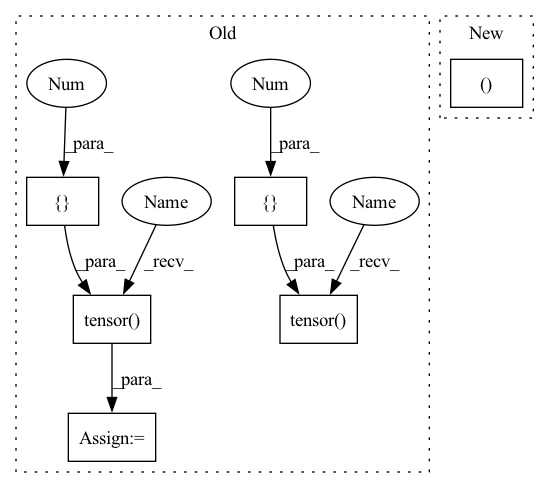 Old
New
Num
Num
()
_para_
_para_
{}
Name
{}
Name
_para_
_recv_
_para_
_recv_
tensor()
tensor()
_para_
Assign:=